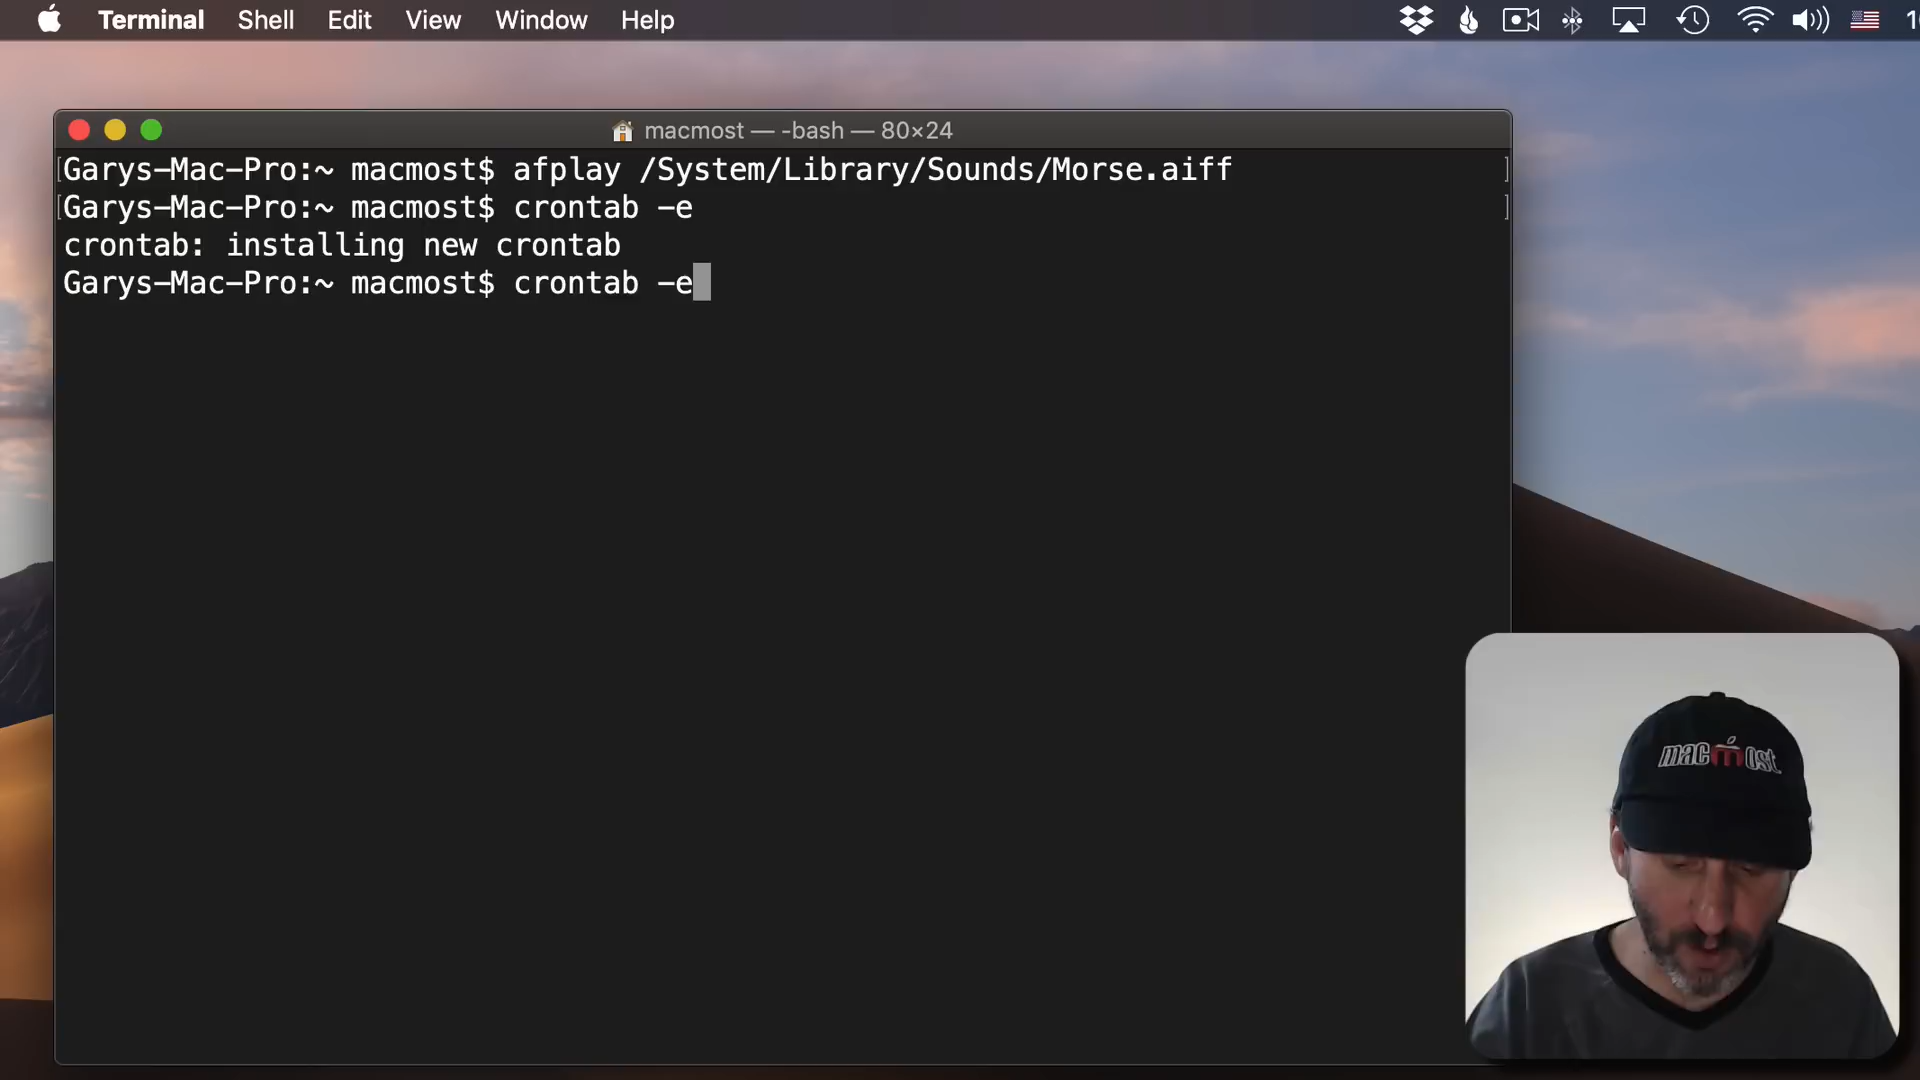 Terminal Shell Edit View Window Help
macmost — -bash — 80×24
Garys-Mac-Pro:~ macmost$ afplay /System/Library/Sounds/Morse.aiff
Garys-Mac-Pro:~ macmost$ crontab -e
crontab: installing new crontab
Garys-Mac-Pro:~ macmost$ crontab -e
macmost